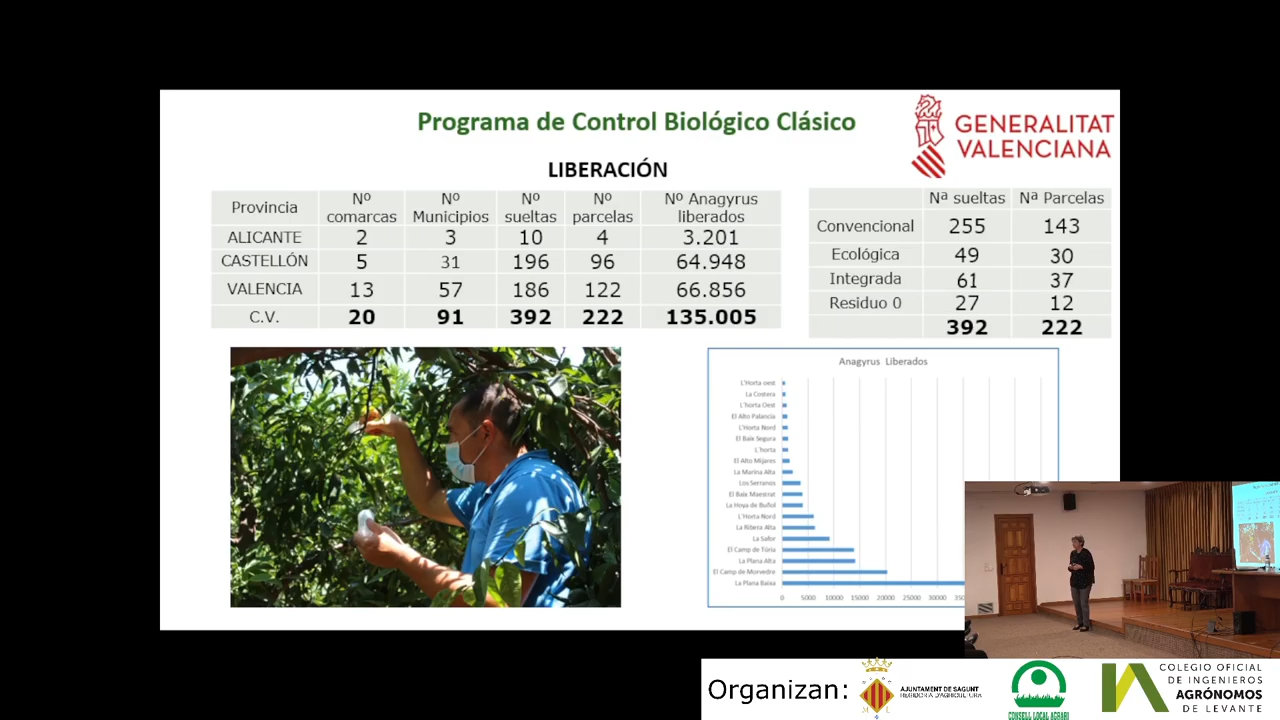 Programa de Control Biológico Clásico
GENERALITAT
VALENCIANA
LIBERACIÓN
Provincia Nº comarcas Nº Municipios Nº sueltas Nº parcelas Nº Anagyrus liberados
ALICANTE 2 3 10 4 3.201
CASTELLÓN 5 31 196 96 64.948
VALENCIA 13 57 186 122 66.856
C.V. 20 91 392 222 135.005
Nª sueltas Nª Parcelas
Convencional 255 143
Ecológica 49 30
Integrada 61 37
Residuo 0 27 12
392 222
Anagyrus Liberados
L'Horta oest
La Costera
L'horta Oest
El Alto Palancia
L'Horta Nord
El Baix Segura
L'horta
El Alto Mijares
La Marina Alta
Los Serranos
El Baix Maestrat
La Hoya de Buñol
L'Horta Nord
La Ribera Alta
La Safor
El Camp de Túria
La Plana Alta
El Camp de Morvedre
La Plana Baixa
0 5000 10000 15000 20000 25000 30000
Organizan:
AJUNTAMENT DE SAGUNT
REGIDORIA D'AGRICULTURA
CONSELL LOCAL AGRARI
COLEGIO OFICIAL
DE INGENIEROS
AGRÓNOMOS
DE LEVANTE